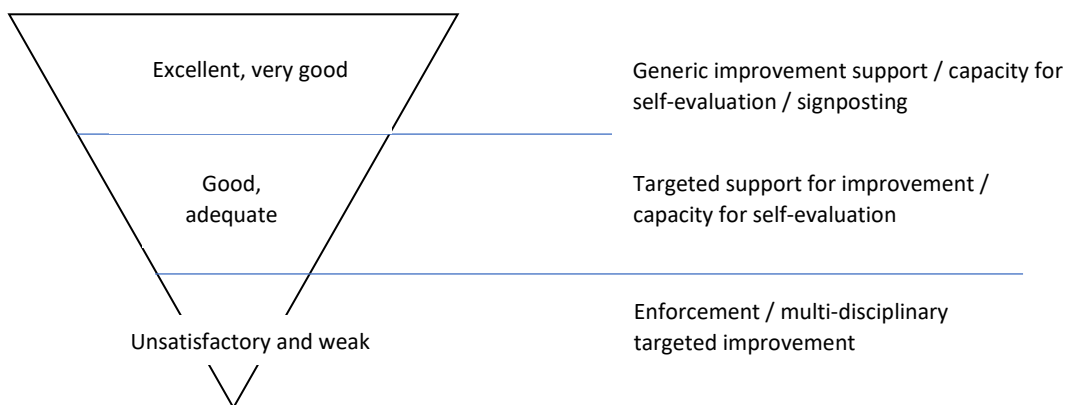 Excellent, very good
Generic improvement support / capacity for
self-evaluation / signposting
Good,
adequate
Targeted support for improvement /
capacity for self-evaluation
Unsatisfactory and weak
Enforcement / multi-disciplinary
targeted improvement